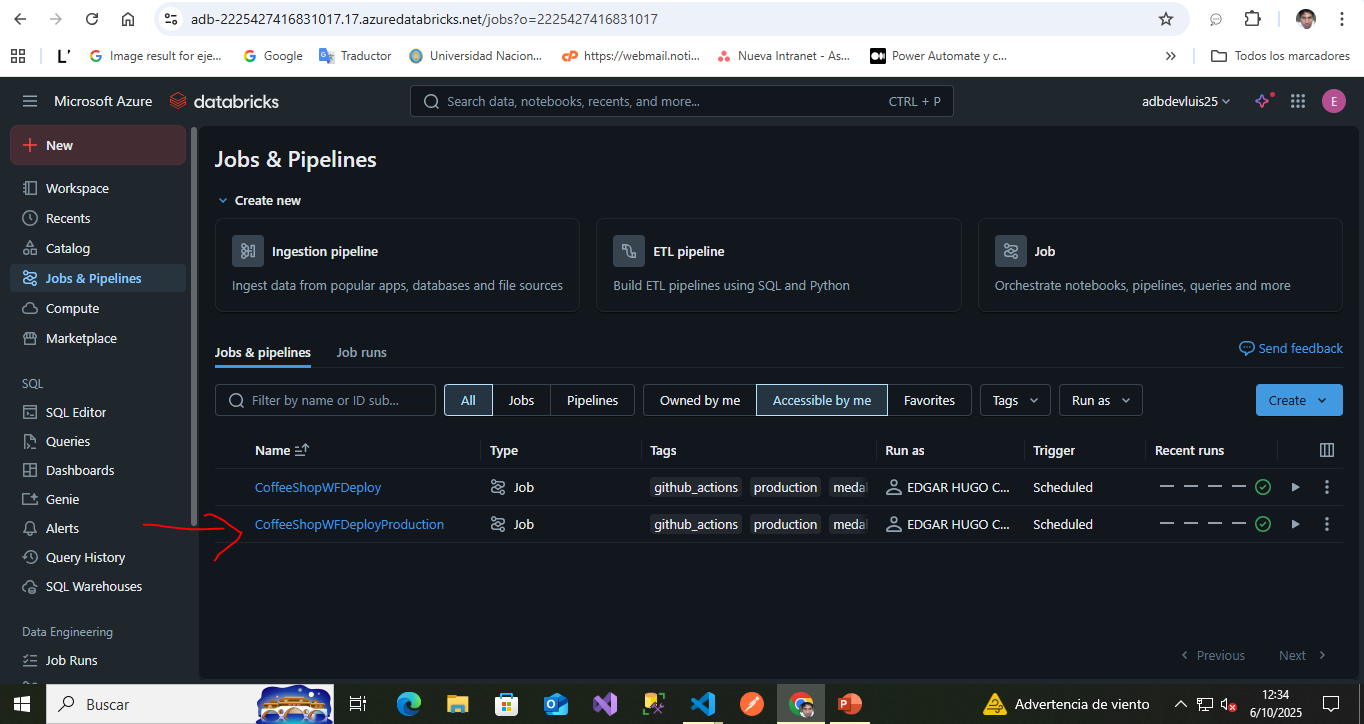 adb-2225427416831017.17.azuredatabricks.net/jobs?o=2225427416831017
L' Image result for eje... Google Traductor Universidad Nacion... https://webmail.noti... Nueva Intranet - As... Power Automate y c... » Todos los marcadores
Microsoft Azure databricks Search data, notebooks, recents, and more... CTRL + P adbdevluis25 E
New
Workspace
Recents
Catalog
Jobs & Pipelines
Compute
Marketplace
SQL
SQL Editor
Queries
Dashboards
Genie
Alerts
Query History
SQL Warehouses
Data Engineering
Job Runs
Jobs & Pipelines
Create new
Ingestion pipeline
Ingest data from popular apps, databases and file sources
ETL pipeline
Build ETL pipelines using SQL and Python
Job
Orchestrate notebooks, pipelines, queries and more
Jobs & pipelines Job runs Send feedback
Filter by name or ID sub... All Jobs Pipelines Owned by me Accessible by me Favorites Tags Run as Create
Name Type Tags Run as Trigger Recent runs
CoffeeShopWFDeploy Job github_actions production medal EDGAR HUGO C... Scheduled
CoffeeShopWFDeployProduction Job github_actions production medal EDGAR HUGO C... Scheduled
Previous Next
Buscar Advertencia de viento 12:34
6/10/2025